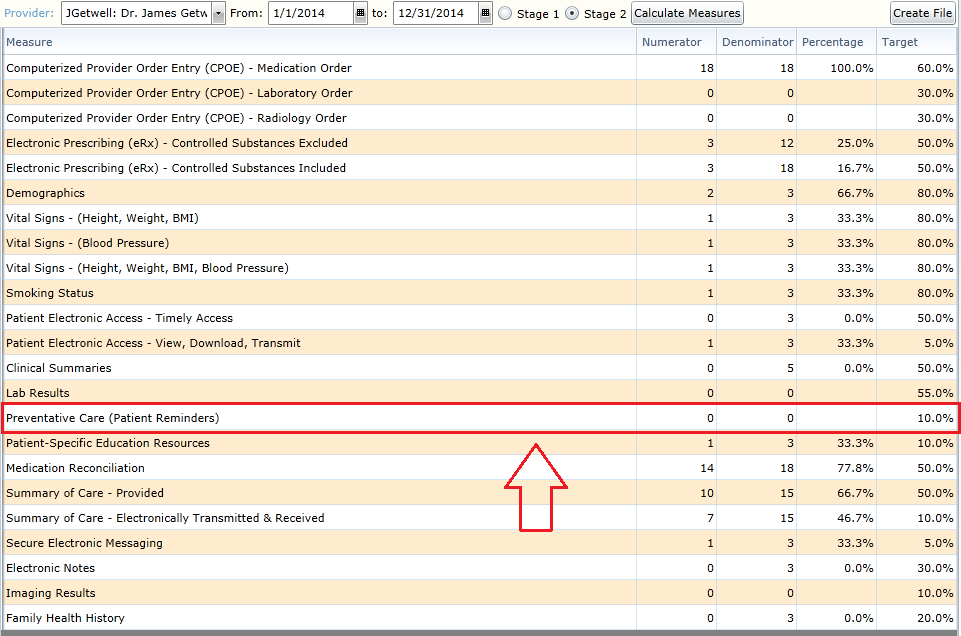 Provider: JGetwell: Dr. James Getw From: 1/1/2014 to: 12/31/2014 Stage 1 Stage 2 Calculate Measures Create File
Measure Numerator Denominator Percentage Target
Computerized Provider Order Entry (CPOE) - Medication Order 18 18 100.0% 60.0%
Computerized Provider Order Entry (CPOE) - Laboratory Order 0 0 30.0%
Computerized Provider Order Entry (CPOE) - Radiology Order 0 0 30.0%
Electronic Prescribing (eRx) - Controlled Substances Excluded 3 12 25.0% 50.0%
Electronic Prescribing (eRx) - Controlled Substances Included 3 18 16.7% 50.0%
Demographics 2 3 66.7% 80.0%
Vital Signs - (Height, Weight, BMI) 1 3 33.3% 80.0%
Vital Signs - (Blood Pressure) 1 3 33.3% 80.0%
Vital Signs - (Height, Weight, BMI, Blood Pressure) 1 3 33.3% 80.0%
Smoking Status 1 3 33.3% 80.0%
Patient Electronic Access - Timely Access 0 3 0.0% 50.0%
Patient Electronic Access - View, Download, Transmit 1 3 33.3% 5.0%
Clinical Summaries 0 5 0.0% 50.0%
Lab Results 0 0 55.0%
Preventative Care (Patient Reminders) 0 0 10.0%
Patient-Specific Education Resources 1 3 33.3% 10.0%
Medication Reconciliation 14 18 77.8% 50.0%
Summary of Care - Provided 10 15 66.7% 50.0%
Summary of Care - Electronically Transmitted & Received 7 15 46.7% 10.0%
Secure Electronic Messaging 1 3 33.3% 5.0%
Electronic Notes 0 3 0.0% 30.0%
Imaging Results 0 0 10.0%
Family Health History 0 3 0.0% 20.0%